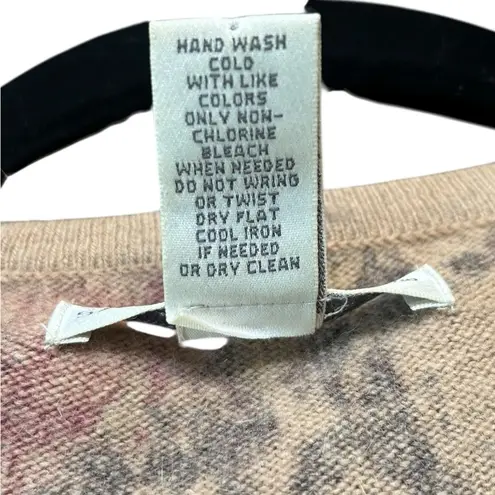 HAND WASH
COLD
WITH LIKE
COLORS
ONLY NON-
CHLORINE
BLEACH
WHEN NEEDED
DO NOT WRING
OR TWIST
DRY FLAT
COOL IRON
IF NEEDED
OR DRY CLEAN